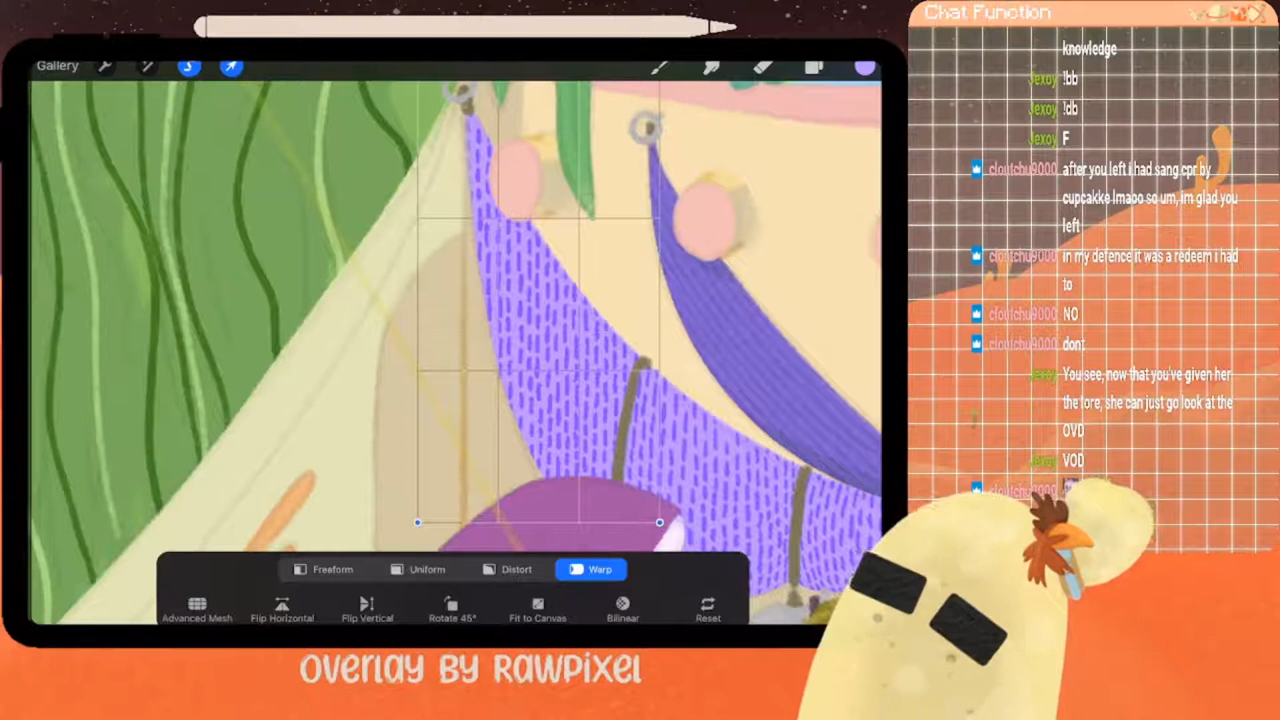 Chat Function
Gallery
knowledge
Jexoy !bb
Jexoy !db
Jexoy F
cloutchu9000 after you left i had sang cpr by
cupcakke lmaoo so um, im glad you
left
cloutchu9000 in my defence it was a redeem i had
to
cloutchu9000 NO
cloutchu9000 dont
Jexoy You see, now that you've given her
the lore, she can just go look at the
OVD
Jexoy VOD
cloutchu9000
Freeform Uniform Distort Warp
Advanced Mesh Flip Horizontal Flip Vertical Rotate 45° Fit to Canvas Bilinear Reset
Overlay by Rawpixel